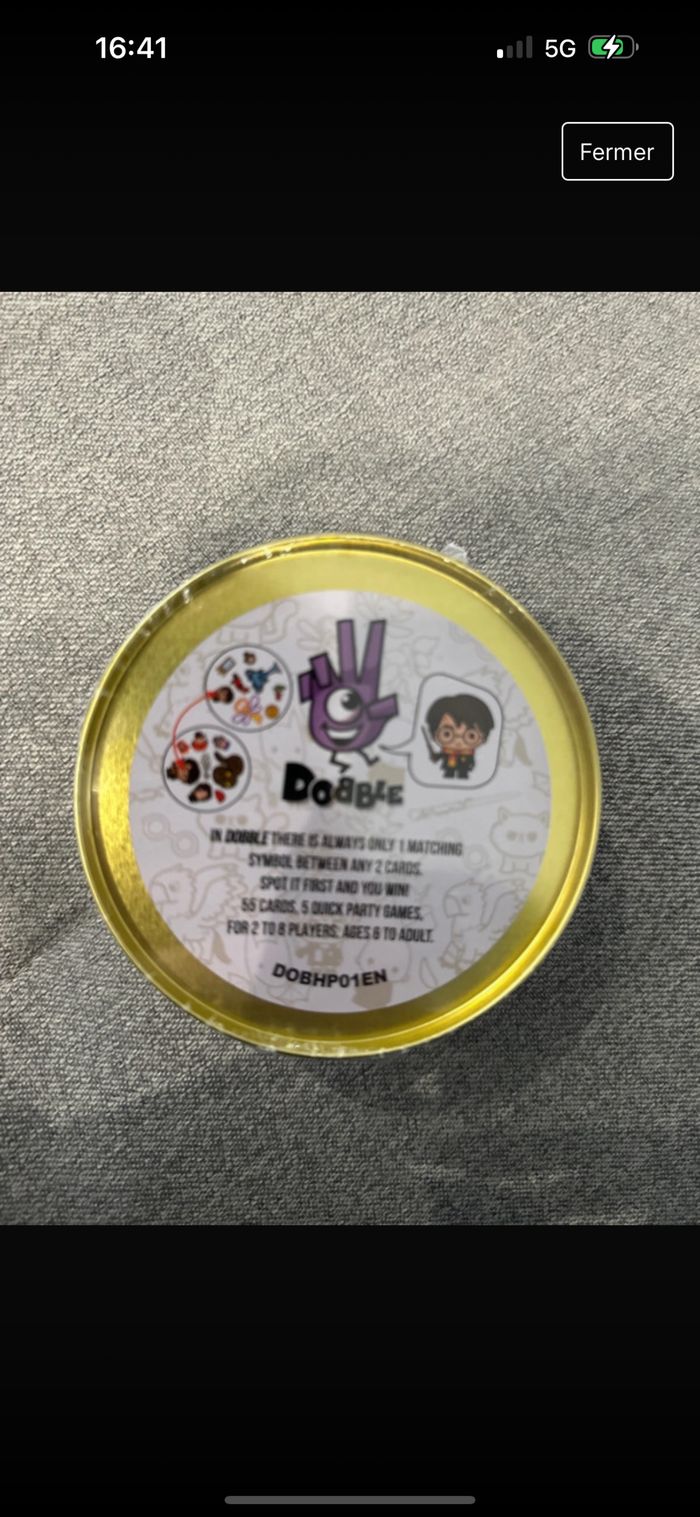 16:41
5G
Fermer
DOBBLE
IN DOBBLE THERE IS ALWAYS ONLY 1 MATCHING
SYMBOL BETWEEN ANY 2 CARDS.
SPOT IT FIRST AND YOU WIN!
55 CARDS, 5 QUICK PARTY GAMES,
FOR 2 TO 8 PLAYERS; AGES 6 TO ADULT.
DOBHP01EN